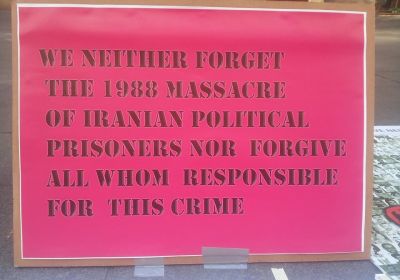 WE NEITHER FORGET
THE 1988 MASSACRE
OF IRANIAN POLITICAL
PRISONERS NOR FORGIVE
ALL WHOM RESPONSIBLE
FOR THIS CRIME